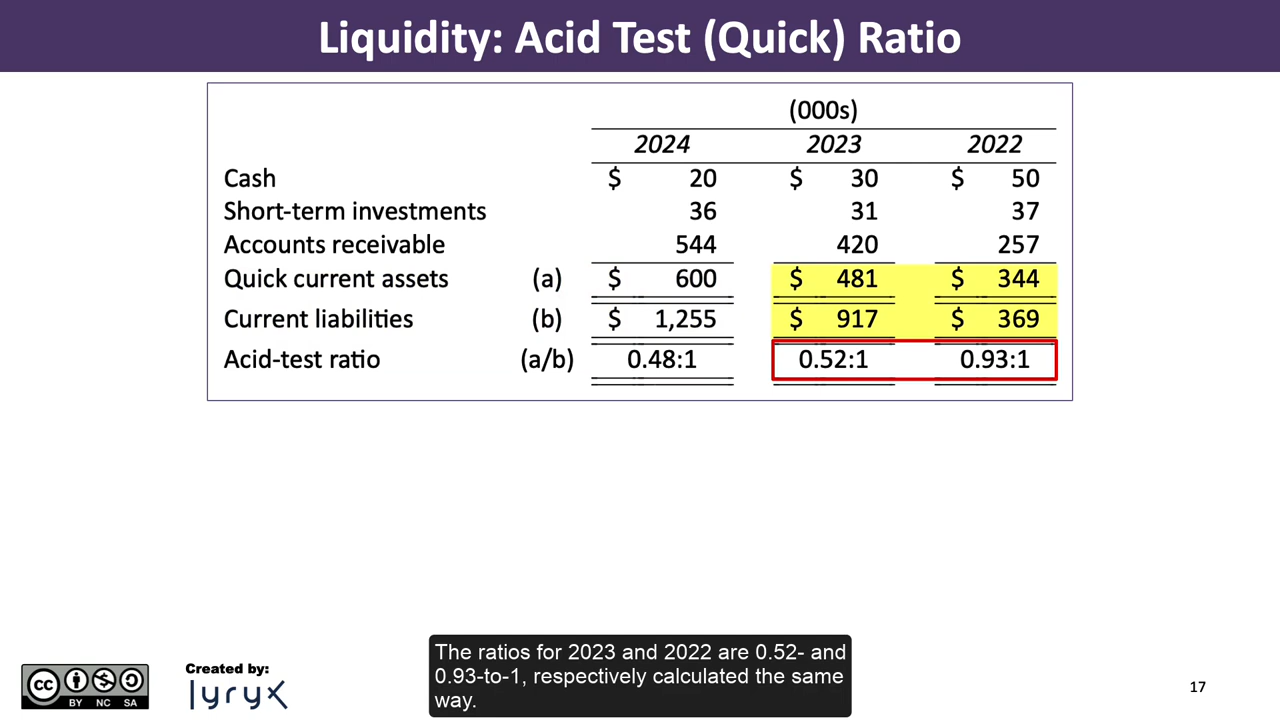 Liquidity: Acid Test (Quick) Ratio
(000s)
2024 2023 2022
Cash $ 20 $ 30 $ 50
Short-term investments 36 31 37
Accounts receivable 544 420 257
Quick current assets (a) $ 600 $ 481 $ 344
Current liabilities (b) $ 1,255 $ 917 $ 369
Acid-test ratio (a/b) 0.48:1 0.52:1 0.93:1
The ratios for 2023 and 2022 are 0.52- and
0.93-to-1, respectively calculated the same
way.
cc BY NC SA
Created by:
lyryx
17